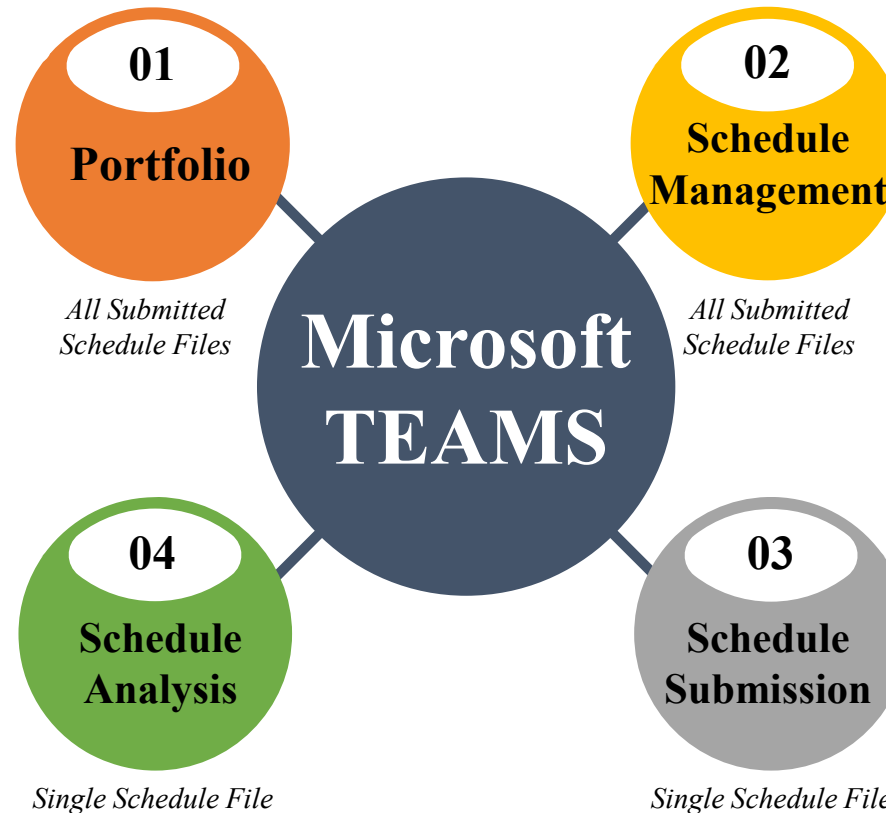 01
Portfolio
All Submitted
Schedule Files
02
Schedule
Management
All Submitted
Schedule Files
Microsoft
TEAMS
04
Schedule
Analysis
Single Schedule File
03
Schedule
Submission
Single Schedule File